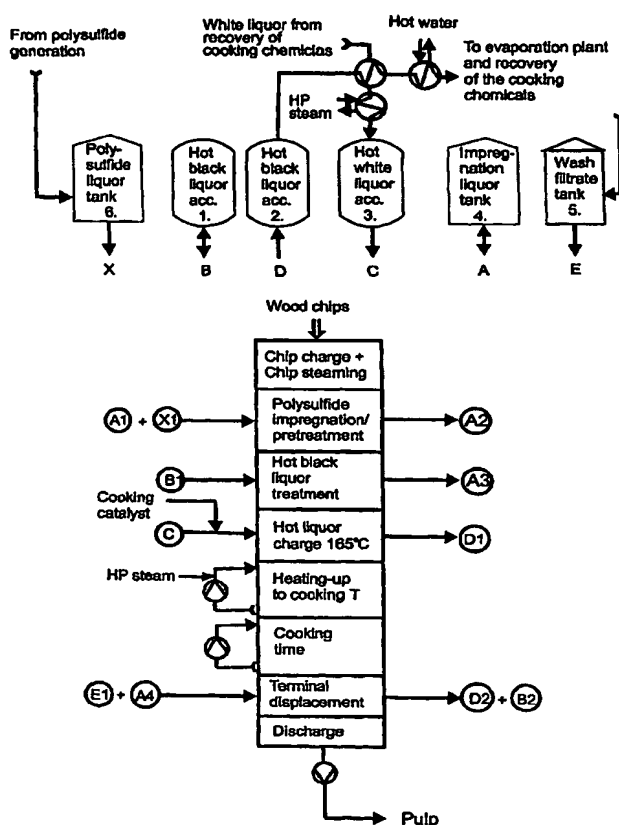 From polysulfide
generation
White liquor from
recovery of
cooking chemiclas
Hot water
To evaporation plant
and recovery
of the cooking
chemicals
HP
steam
Poly-
sulfide
liquor
tank
6.
Hot
black
liquor
acc.
1.
Hot
black
liquor
acc.
2.
Hot
white
liquor
acc.
3.
Impreg-
nation
liquor
tank
4.
Wash
filtrate
tank
5.
X
B
D
C
A
E
Wood chips
Chip charge +
Chip steaming
A1 + X1
Polysulfide
impregnation/
pretreatment
A2
B1
Hot black
liquor
treatment
A3
Cooking
catalyst
C
Hot liquor
charge 165°C
D1
HP steam
Heating-up
to cooking T
Cooking
time
E1 + A4
Terminal
displacement
D2 + B2
Discharge
Pulp